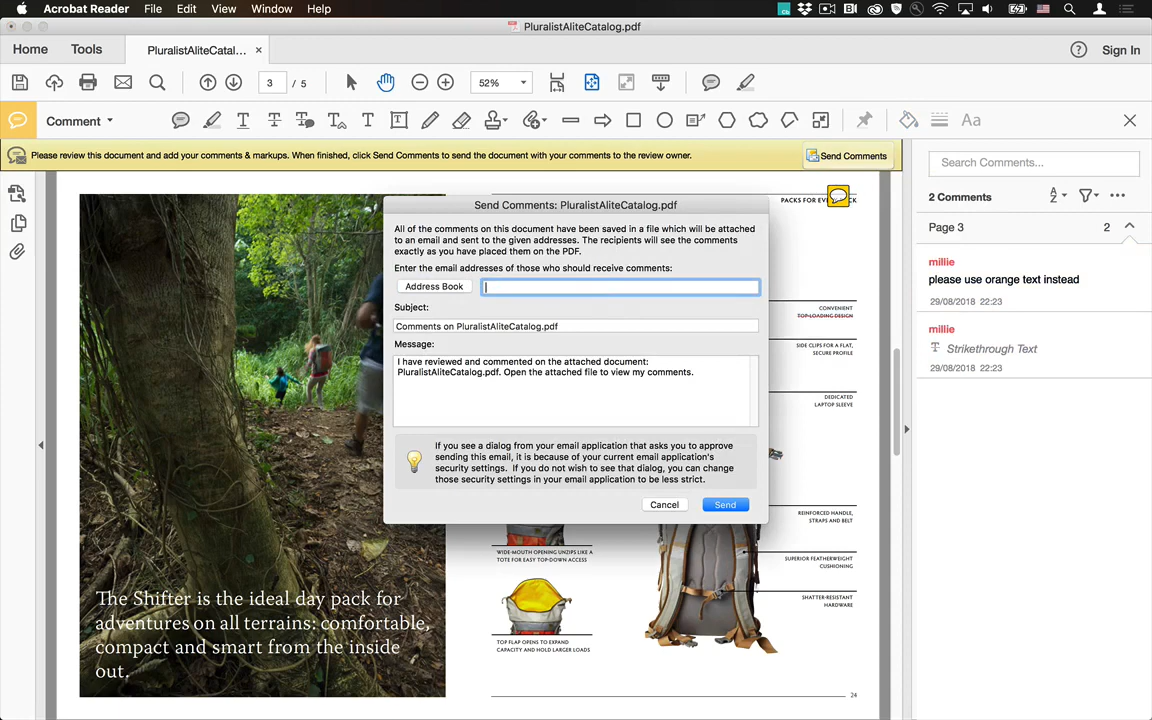 Acrobat Reader File Edit View Window Help
PluralistAliteCatalog.pdf
Home Tools PluralistAliteCatal... × ? Sign In
3 / 5 52%
Comment Aa
Please review this document and add your comments & markups. When finished, click Send Comments to send the document with your comments to the review owner.
Send Comments
Search Comments...
2 Comments
Page 3 2
millie
please use orange text instead
29/08/2018 22:23
millie
Strikethrough Text
29/08/2018 22:23
Send Comments: PluralistAliteCatalog.pdf
All of the comments on this document have been saved in a file which will be attached
to an email and sent to the given addresses. The recipients will see the comments
exactly as you have placed them on the PDF.
Enter the email addresses of those who should receive comments:
Address Book
Subject:
Comments on PluralistAliteCatalog.pdf
Message:
I have reviewed and commented on the attached document:
PluralistAliteCatalog.pdf. Open the attached file to view my comments.
If you see a dialog from your email application that asks you to approve
sending this email, it is because of your current email application's
security settings. If you do not wish to see that dialog, you can change
those security settings in your email application to be less strict.
Cancel Send
PACKS FOR
CONVENIENT
TOP-LOADING DESIGN
SIDE CLIPS FOR A FLAT,
SECURE PROFILE
DEDICATED
LAPTOP SLEEVE
REINFORCED HANDLE,
STRAPS AND BELT
SUPERIOR FEATHERWEIGHT
CUSHIONING
SHATTER-RESISTANT
HARDWARE
WIDE-MOUTH OPENING UNZIPS LIKE A
TOTE FOR EASY TOP-DOWN ACCESS
TOP FLAP OPENS TO EXPAND
CAPACITY AND HOLD LARGER LOADS
The Shifter is the ideal day pack for
adventures on all terrains: comfortable,
compact and smart from the inside
out.
24